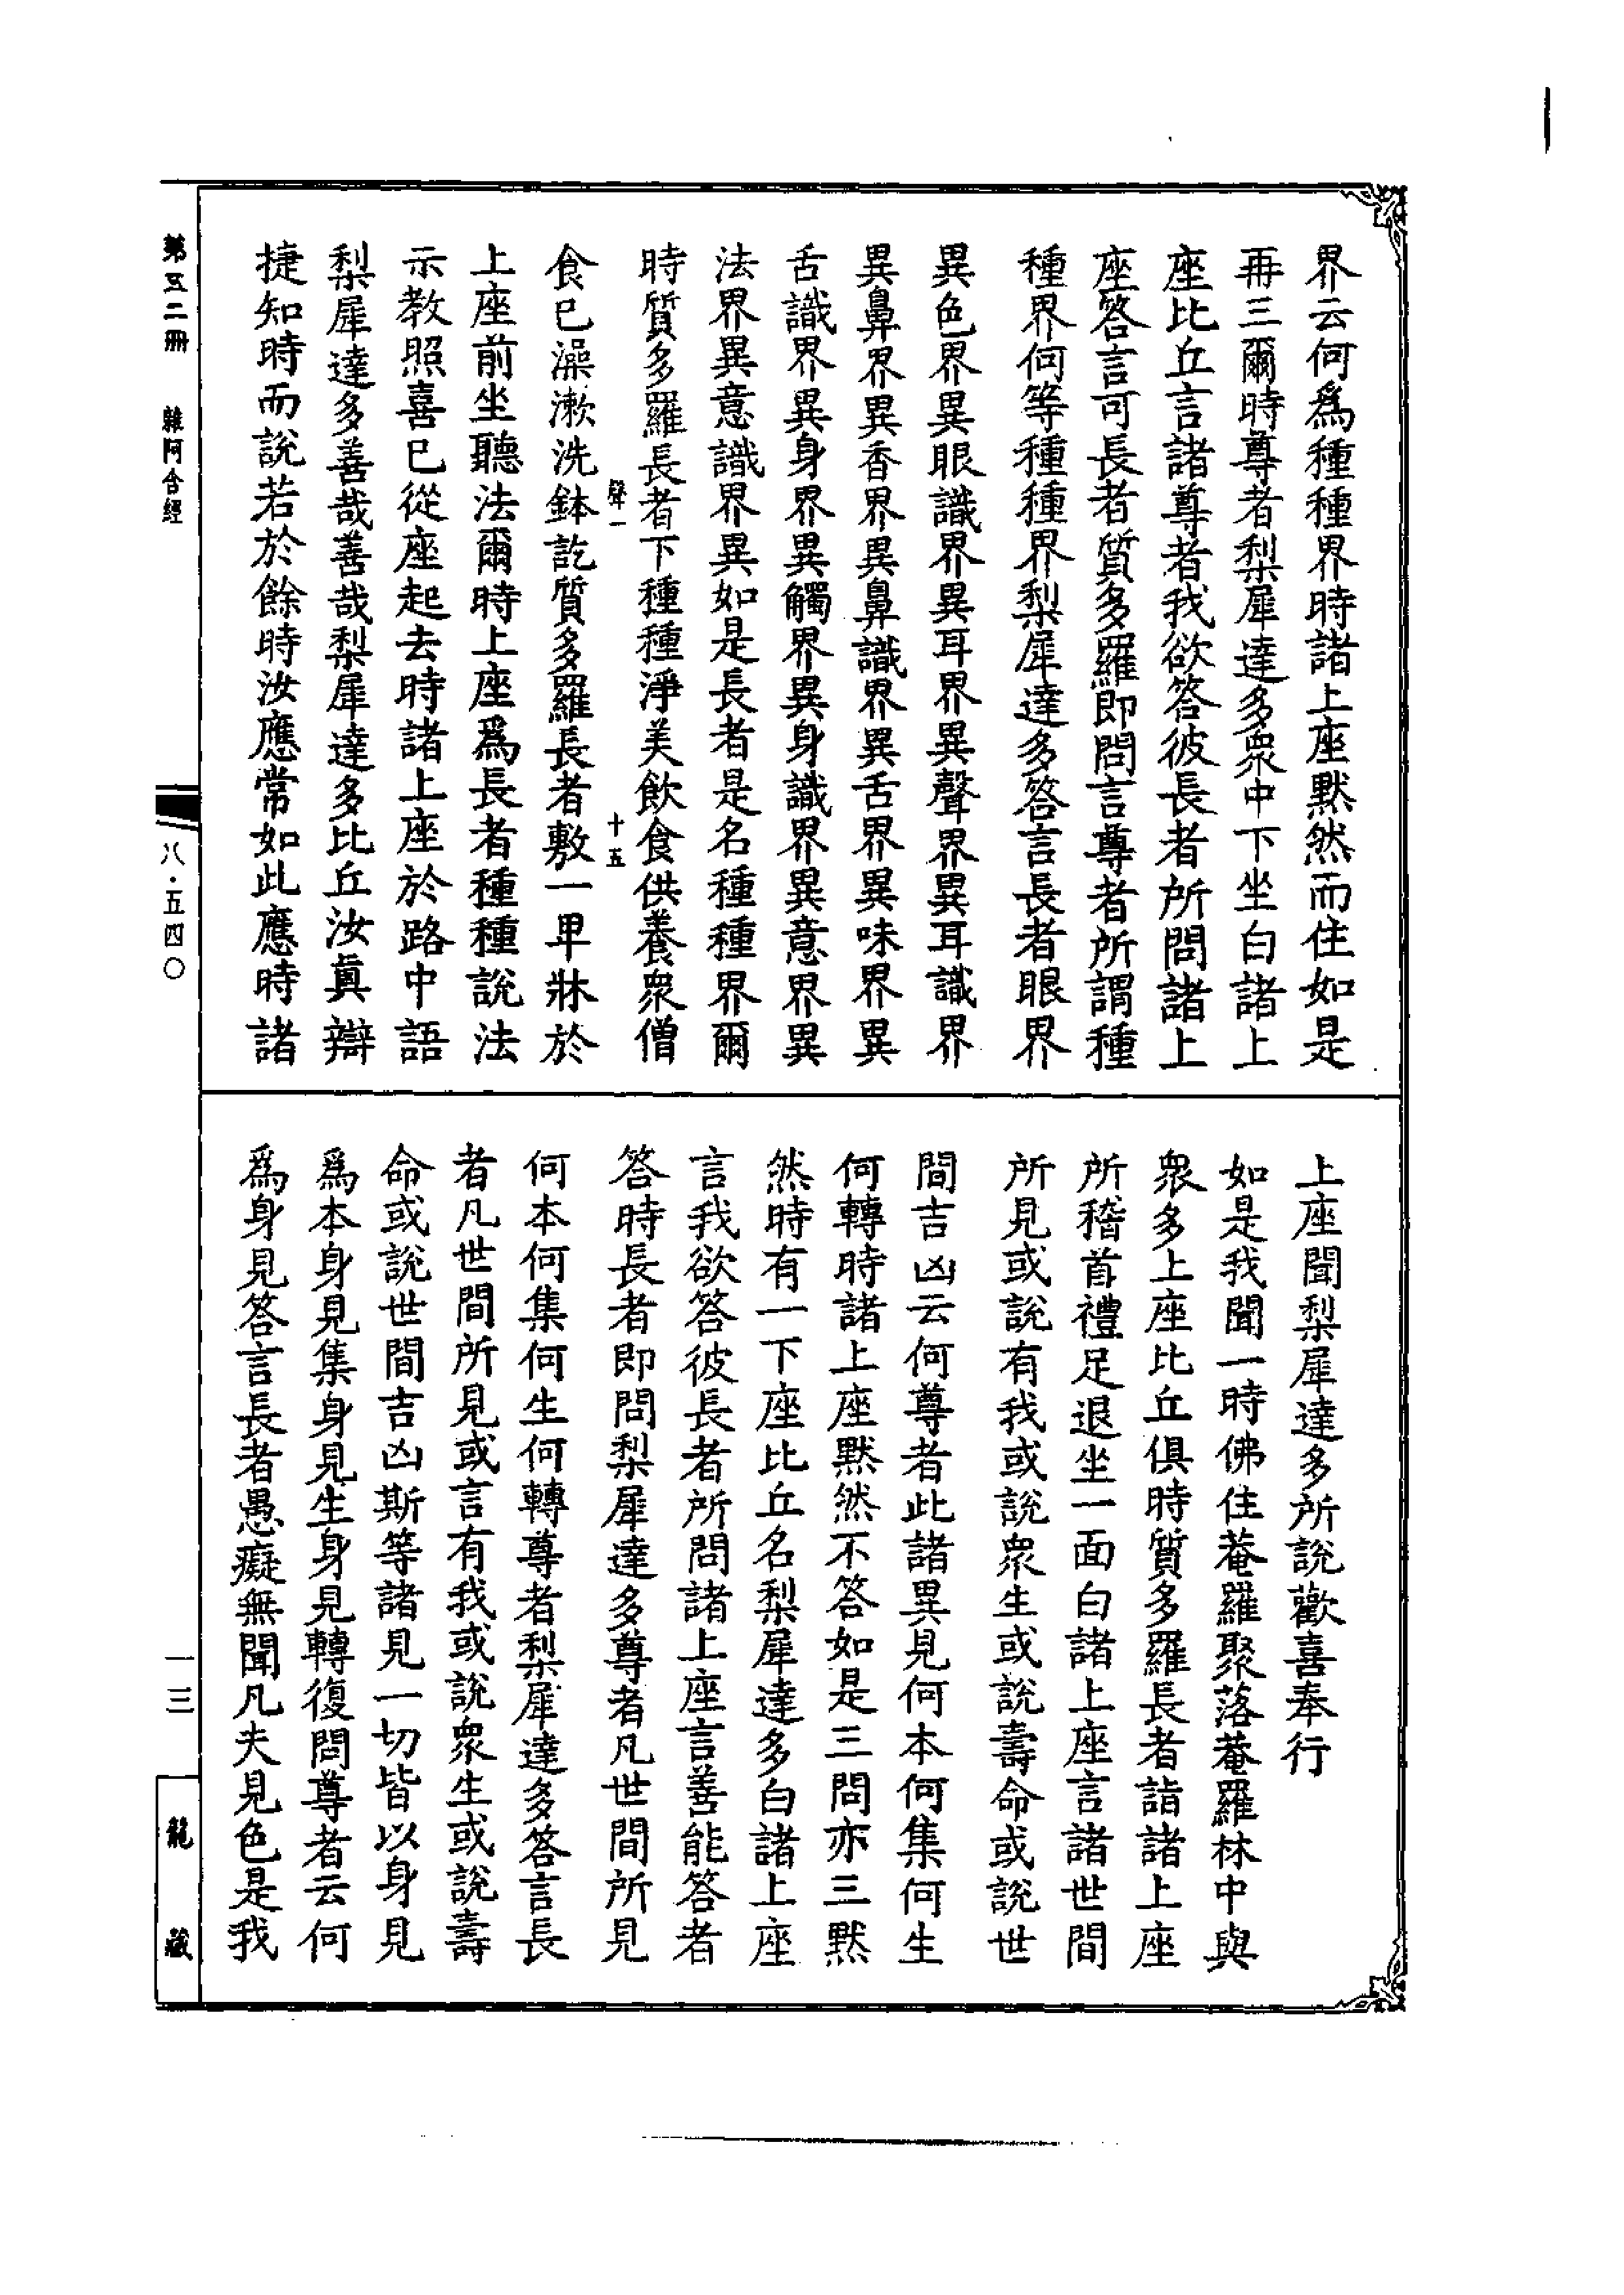 界云何爲種種界時諸上座黙然而住如是
再三爾時尊者梨犀達多衆中下坐白諸上
座比丘言諸尊者我欲答彼長者所問諸上
座答言可長者質多羅即問言尊者所謂種
種界何等種種界梨犀達多答言長者眼界
異色界異眼識界異耳界異聲界異耳識界
異鼻界異香界異鼻識界異舌界異味界異
舌識界異身界異觸界異身識界異意界異
法界異意識界異如是長者是名種種界爾
時質多羅長者下種種淨美飲食供養衆僧
聲一 十五
食已澡漱洗鉢訖質多羅長者敷一卑牀於
上座前坐聽法爾時上座爲長者種種說法
示教照喜已從座起去時諸上座於路中語
梨犀達多善哉善哉梨犀達多比丘汝眞辯
捷知時而說若於餘時汝應常如此應時諸
上座聞梨犀達多所說歡喜奉行
如是我聞一時佛住菴羅聚落菴羅林中與
衆多上座比丘俱時質多羅長者詣諸上座
所稽首禮足退坐一面白諸上座言諸世間
所見或說有我或說衆生或說壽命或說世
間吉凶云何尊者此諸異見何本何集何生
何轉時諸上座黙然不答如是三問亦三黙
然時有一下座比丘名梨犀達多白諸上座
言我欲答彼長者所問諸上座言善能答者
答時長者即問梨犀達多尊者凡世間所見
何本何集何生何轉尊者梨犀達多答言長
者凡世間所見或言有我或說衆生或說壽
命或說世間吉凶斯等諸見一切皆以身見
爲本身見集身見生身見轉復問尊者云何
爲身見答言長者愚癡無聞凡夫見色是我
第五二冊 雜阿含經
八·五四〇
一三
龍藏